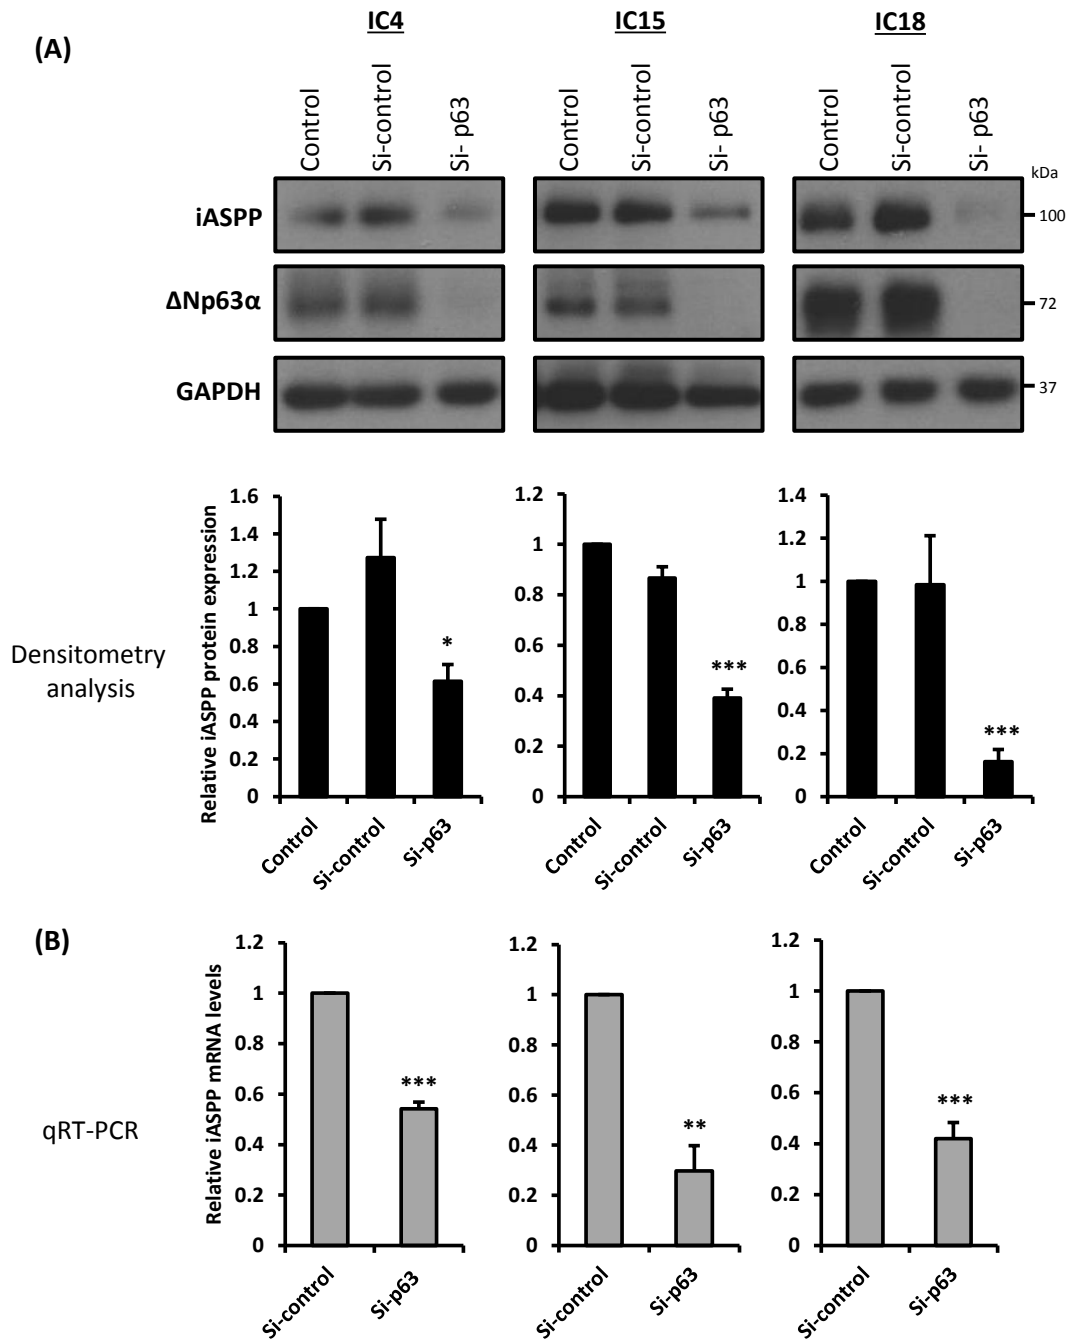 IC4 IC15 IC18
(A)
Control Si-control Si- p63 Control Si-control Si- p63 Control Si-control Si- p63
kDa
iASPP 100
ΔNp63α 72
GAPDH 37
Densitometry
analysis
Relative iASPP protein expression
1.6
1.4
1.2
1
0.8
0.6
0.4
0.2
0
*
Control Si-control Si-p63
1.2
1
0.8
0.6
0.4
0.2
0
***
Control Si-control Si-p63
1.4
1.2
1
0.8
0.6
0.4
0.2
0
***
Control Si-control Si-p63
(B)
qRT-PCR
Relative iASPP mRNA levels
1.2
1
0.8
0.6
0.4
0.2
0
***
Si-control Si-p63
1.2
1
0.8
0.6
0.4
0.2
0
**
Si-control Si-p63
1.2
1
0.8
0.6
0.4
0.2
0
***
Si-control Si-p63